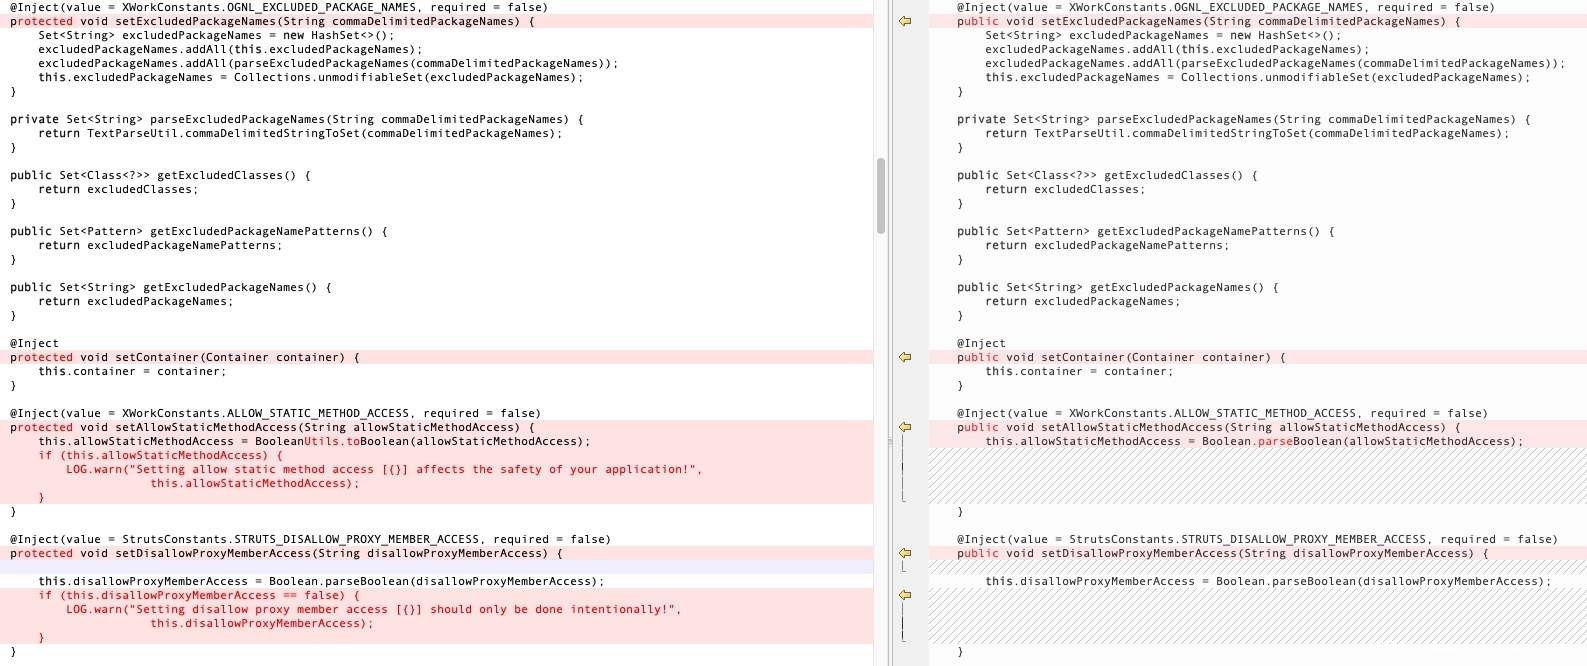 @Inject(value = XWorkConstants.OGNL_EXCLUDED_PACKAGE_NAMES, required = false)
protected void setExcludedPackageNames(String commaDelimitedPackageNames) {
    Set<String> excludedPackageNames = new HashSet<>();
    excludedPackageNames.addAll(this.excludedPackageNames);
    excludedPackageNames.addAll(parseExcludedPackageNames(commaDelimitedPackageNames));
    this.excludedPackageNames = Collections.unmodifiableSet(excludedPackageNames);
}
private Set<String> parseExcludedPackageNames(String commaDelimitedPackageNames) {
    return TextParseUtil.commaDelimitedStringToSet(commaDelimitedPackageNames);
}
public Set<Class<?>> getExcludedClasses() {
    return excludedClasses;
}
public Set<Pattern> getExcludedPackageNamePatterns() {
    return excludedPackageNamePatterns;
}
public Set<String> getExcludedPackageNames() {
    return excludedPackageNames;
}
@Inject
protected void setContainer(Container container) {
    this.container = container;
}
@Inject(value = XWorkConstants.ALLOW_STATIC_METHOD_ACCESS, required = false)
protected void setAllowStaticMethodAccess(String allowStaticMethodAccess) {
    this.allowStaticMethodAccess = BooleanUtils.toBoolean(allowStaticMethodAccess);
    if (this.allowStaticMethodAccess) {
        LOG.warn("Setting allow static method access [{}] affects the safety of your application!",
                    this.allowStaticMethodAccess);
    }
}
@Inject(value = StrutsConstants.STRUTS_DISALLOW_PROXY_MEMBER_ACCESS, required = false)
protected void setDisallowProxyMemberAccess(String disallowProxyMemberAccess) {
    this.disallowProxyMemberAccess = Boolean.parseBoolean(disallowProxyMemberAccess);
    if (this.disallowProxyMemberAccess == false) {
        LOG.warn("Setting disallow proxy member access [{}] should only be done intentionally!",
                    this.disallowProxyMemberAccess);
    }
}
@Inject(value = XWorkConstants.OGNL_EXCLUDED_PACKAGE_NAMES, required = false)
public void setExcludedPackageNames(String commaDelimitedPackageNames) {
    Set<String> excludedPackageNames = new HashSet<>();
    excludedPackageNames.addAll(this.excludedPackageNames);
    excludedPackageNames.addAll(parseExcludedPackageNames(commaDelimitedPackageNames));
    this.excludedPackageNames = Collections.unmodifiableSet(excludedPackageNames);
}
private Set<String> parseExcludedPackageNames(String commaDelimitedPackageNames) {
    return TextParseUtil.commaDelimitedStringToSet(commaDelimitedPackageNames);
}
public Set<Class<?>> getExcludedClasses() {
    return excludedClasses;
}
public Set<Pattern> getExcludedPackageNamePatterns() {
    return excludedPackageNamePatterns;
}
public Set<String> getExcludedPackageNames() {
    return excludedPackageNames;
}
@Inject
public void setContainer(Container container) {
    this.container = container;
}
@Inject(value = XWorkConstants.ALLOW_STATIC_METHOD_ACCESS, required = false)
public void setAllowStaticMethodAccess(String allowStaticMethodAccess) {
    this.allowStaticMethodAccess = Boolean.parseBoolean(allowStaticMethodAccess);
}
@Inject(value = StrutsConstants.STRUTS_DISALLOW_PROXY_MEMBER_ACCESS, required = false)
public void setDisallowProxyMemberAccess(String disallowProxyMemberAccess) {
    this.disallowProxyMemberAccess = Boolean.parseBoolean(disallowProxyMemberAccess);
}